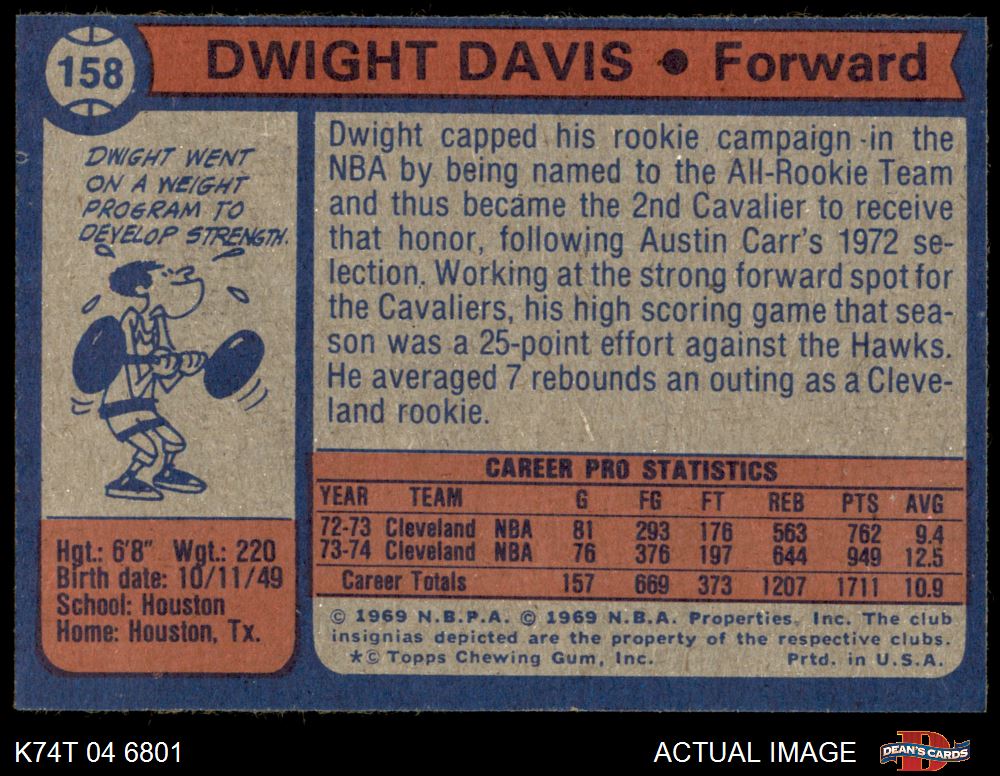 158
DWIGHT DAVIS ● Forward
DWIGHT WENT
ON A WEIGHT
PROGRAM TO
DEVELOP STRENGTH.
Hgt.: 6'8" Wgt.: 220
Birth date: 10/11/49
School: Houston
Home: Houston, Tx.
Dwight capped his rookie campaign in the
NBA by being named to the All-Rookie Team
and thus became the 2nd Cavalier to receive
that honor, following Austin Carr's 1972 se-
lection. Working at the strong forward spot for
the Cavaliers, his high scoring game that sea-
son was a 25-point effort against the Hawks.
He averaged 7 rebounds an outing as a Cleve-
land rookie.
CAREER PRO STATISTICS
YEAR TEAM G FG FT REB PTS AVG
72-73 Cleveland NBA 81 293 176 563 762 9.4
73-74 Cleveland NBA 76 376 197 644 949 12.5
Career Totals 157 669 373 1207 1711 10.9
© 1969 N.B.P.A. © 1969 N.B.A. Properties, Inc. The club
insignias depicted are the property of the respective clubs.
*© Topps Chewing Gum, Inc. Prtd. in U.S.A.
K74T 04 6801
ACTUAL IMAGE
D
DEAN'S CARDS